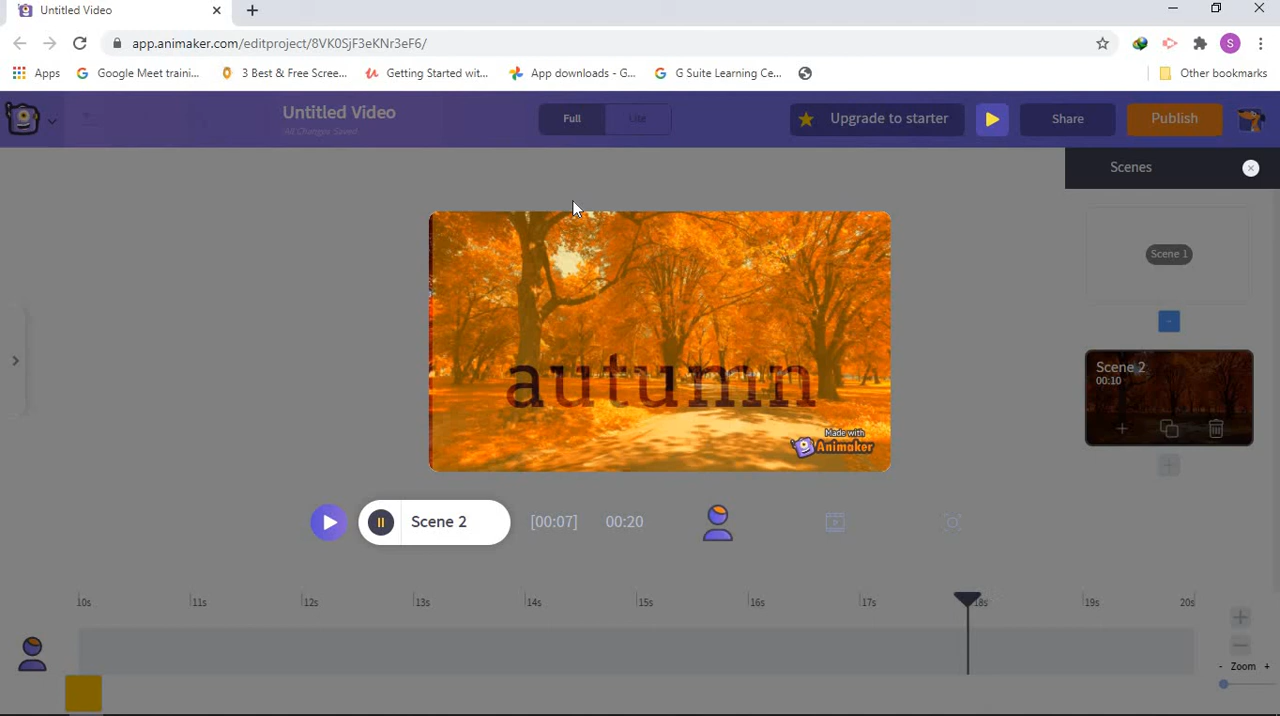 Untitled Video
app.animaker.com/editproject/8VK0SjF3eKNr3eF6/
Apps
Google Meet traini...
3 Best & Free Scree...
Getting Started wit...
App downloads - G...
G Suite Learning Ce...
Other bookmarks
S
Untitled Video
All Changes Saved
Full
Lite
Upgrade to starter
Share
Publish
Scenes
Scene 1
Scene 2
00:10
autumn
Made with
Animaker
Scene 2
[00:07]
00:20
10s
11s
12s
13s
14s
15s
16s
17s
18s
19s
20s
- Zoom +